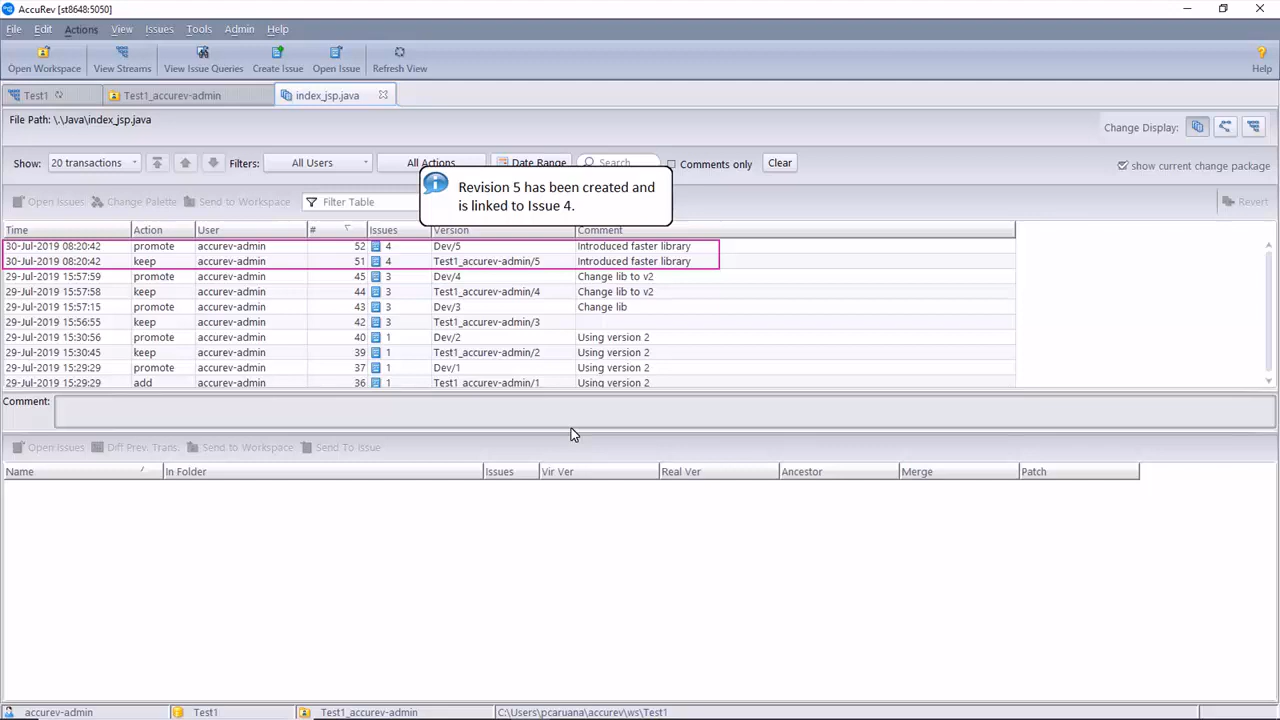 AccuRev [st8648:5050]
File Edit Actions View Issues Tools Admin Help
Open Workspace View Streams View Issue Queries Create Issue Open Issue Refresh View Help
Test1 Test1_accurev-admin index_jsp.java
File Path: \.\Java\index_jsp.java
Change Display:
Show: 20 transactions Filters: All Users All Actions Date Range Search Comments only Clear show current change package
Revision 5 has been created and
is linked to Issue 4.
Open Issues Change Palette Send to Workspace Filter Table Revert
Time Action User # Issues Version Comment
30-Jul-2019 08:20:42 promote accurev-admin 52 4 Dev/5 Introduced faster library
30-Jul-2019 08:20:42 keep accurev-admin 51 4 Test1_accurev-admin/5 Introduced faster library
29-Jul-2019 15:57:59 promote accurev-admin 45 3 Dev/4 Change lib to v2
29-Jul-2019 15:57:58 keep accurev-admin 44 3 Test1_accurev-admin/4 Change lib to v2
29-Jul-2019 15:57:15 promote accurev-admin 43 3 Dev/3 Change lib
29-Jul-2019 15:56:55 keep accurev-admin 42 3 Test1_accurev-admin/3
29-Jul-2019 15:30:56 promote accurev-admin 40 1 Dev/2 Using version 2
29-Jul-2019 15:30:45 keep accurev-admin 39 1 Test1_accurev-admin/2 Using version 2
29-Jul-2019 15:29:29 promote accurev-admin 37 1 Dev/1 Using version 2
29-Jul-2019 15:29:29 add accurev-admin 36 1 Test1_accurev-admin/1 Using version 2
Comment:
Open Issues Diff Prev. Trans. Send to Workspace Send To Issue
Name In Folder Issues Vir Ver Real Ver Ancestor Merge Patch
accurev-admin Test1 Test1_accurev-admin C:\Users\pcaruana\accurev\ws\Test1